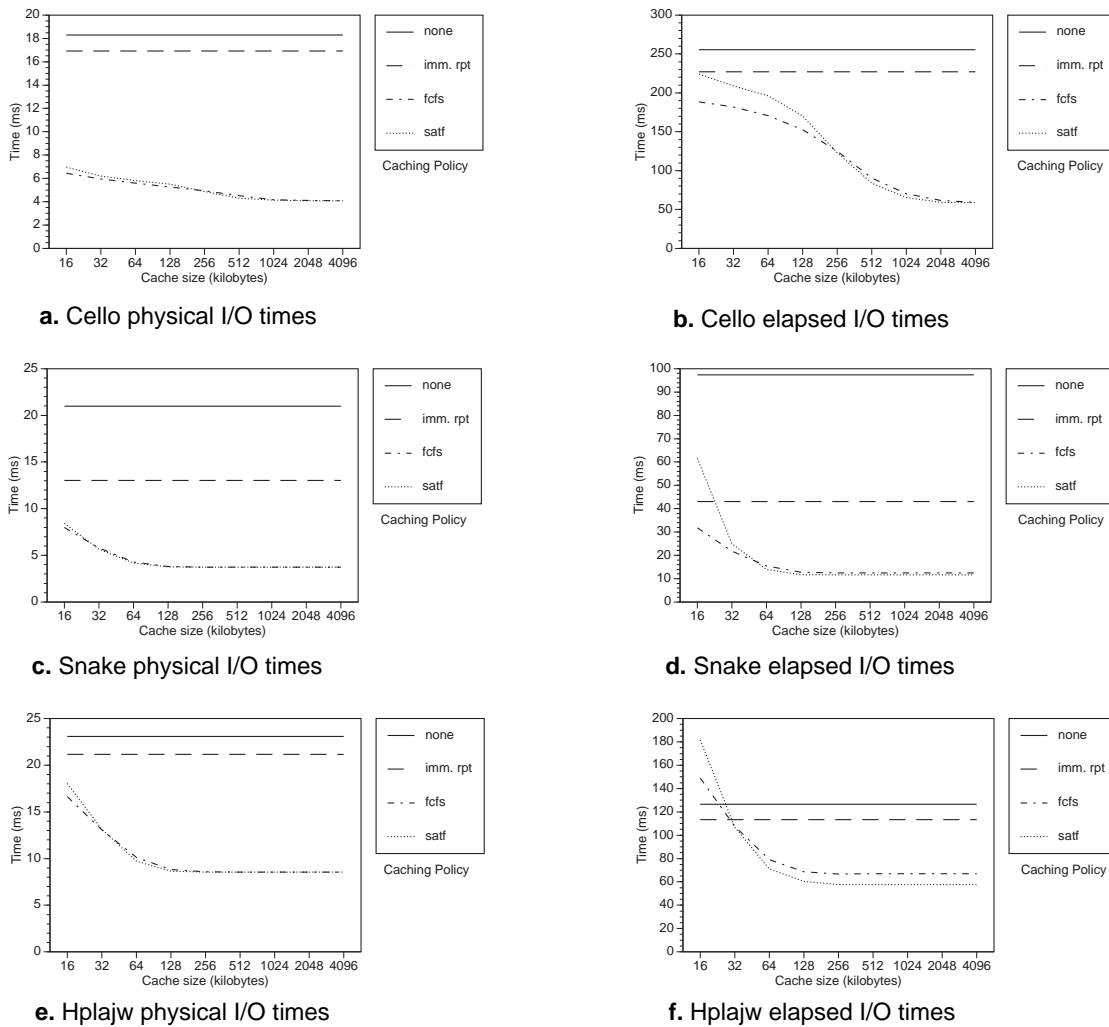 20
18
16
14
12
10
8
6
4
2
0
Time (ms)
16 32 64 128 256 512 1024 2048 4096
Cache size (kilobytes)
none
imm. rpt
fcfs
satf
Caching Policy
a. Cello physical I/O times
300
250
200
150
100
50
0
Time (ms)
16 32 64 128 256 512 1024 2048 4096
Cache size (kilobytes)
none
imm. rpt
fcfs
satf
Caching Policy
b. Cello elapsed I/O times
25
20
15
10
5
0
Time (ms)
16 32 64 128 256 512 1024 2048 4096
Cache size (kilobytes)
none
imm. rpt
fcfs
satf
Caching Policy
c. Snake physical I/O times
100
90
80
70
60
50
40
30
20
10
0
Time (ms)
16 32 64 128 256 512 1024 2048 4096
Cache size (kilobytes)
none
imm. rpt
fcfs
satf
Caching Policy
d. Snake elapsed I/O times
25
20
15
10
5
0
Time (ms)
16 32 64 128 256 512 1024 2048 4096
Cache size (kilobytes)
none
imm. rpt
fcfs
satf
Caching Policy
e. Hplajw physical I/O times
200
180
160
140
120
100
80
60
40
20
0
Time (ms)
16 32 64 128 256 512 1024 2048 4096
Cache size (kilobytes)
none
imm. rpt
fcfs
satf
Caching Policy
f. Hplajw elapsed I/O times